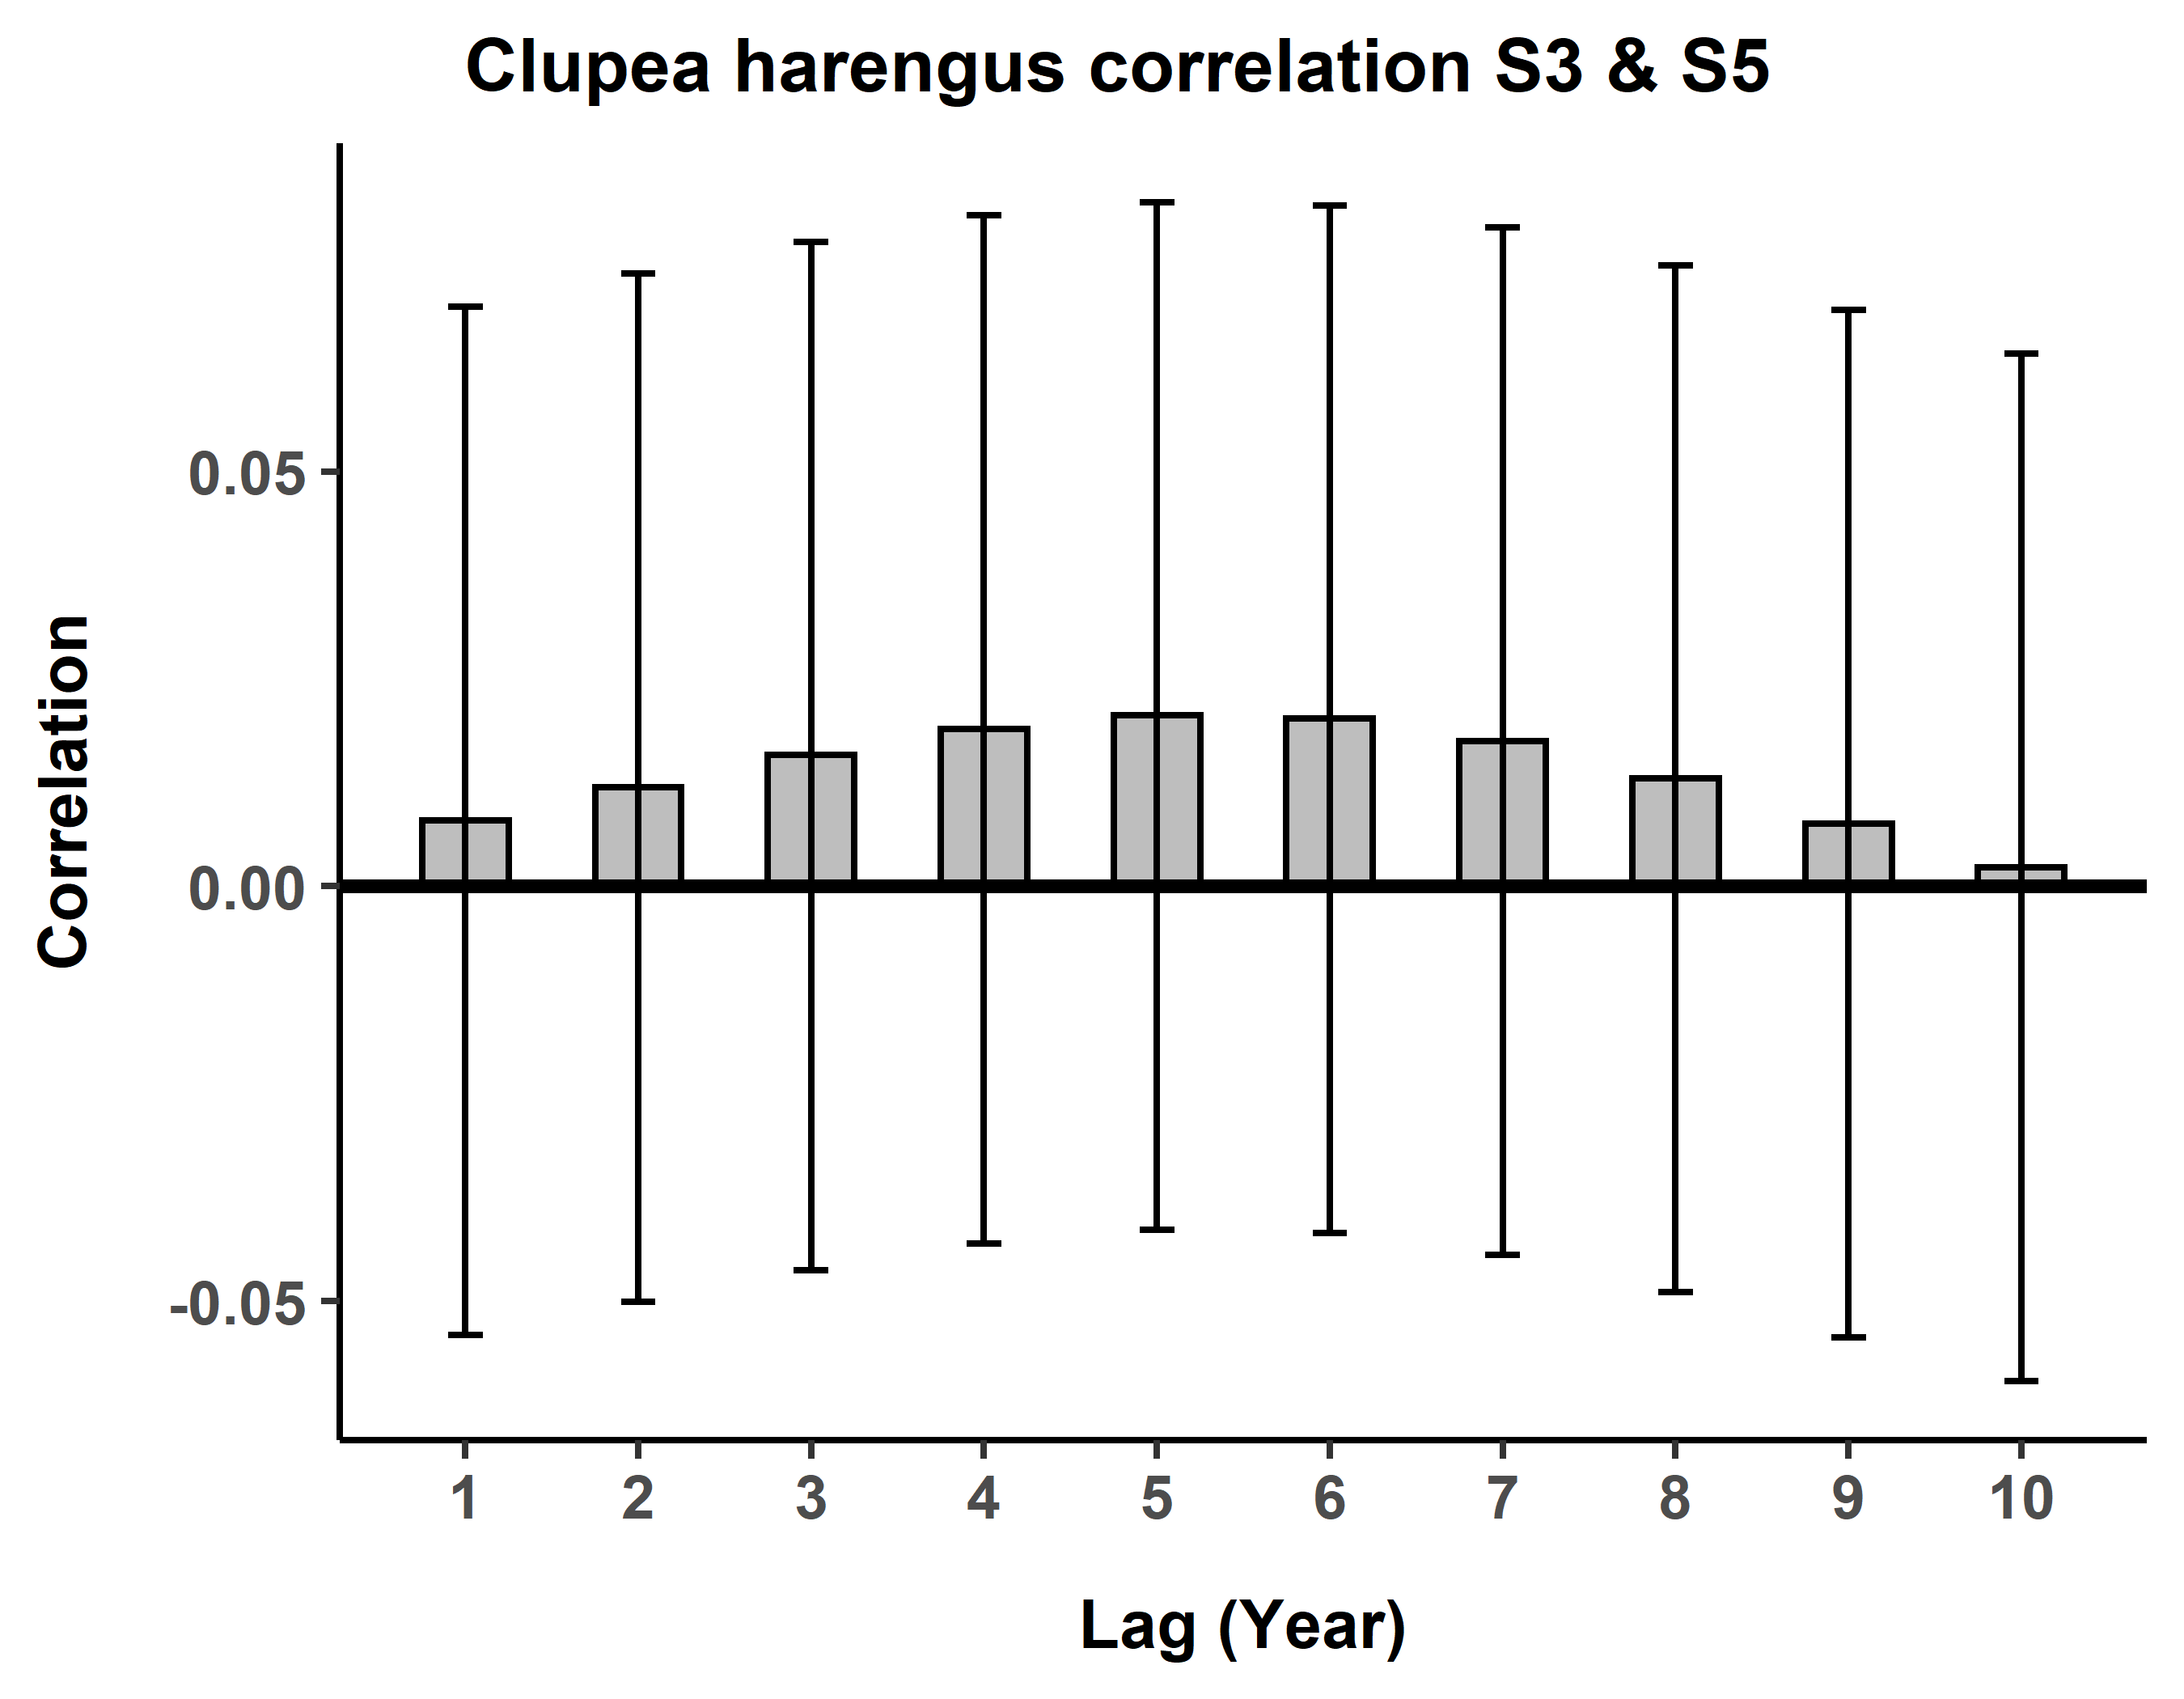 Clupea harengus correlation S3 & S5
Correlation
0.05
0.00
-0.05
1 2 3 4 5 6 7 8 9 10
Lag (Year)